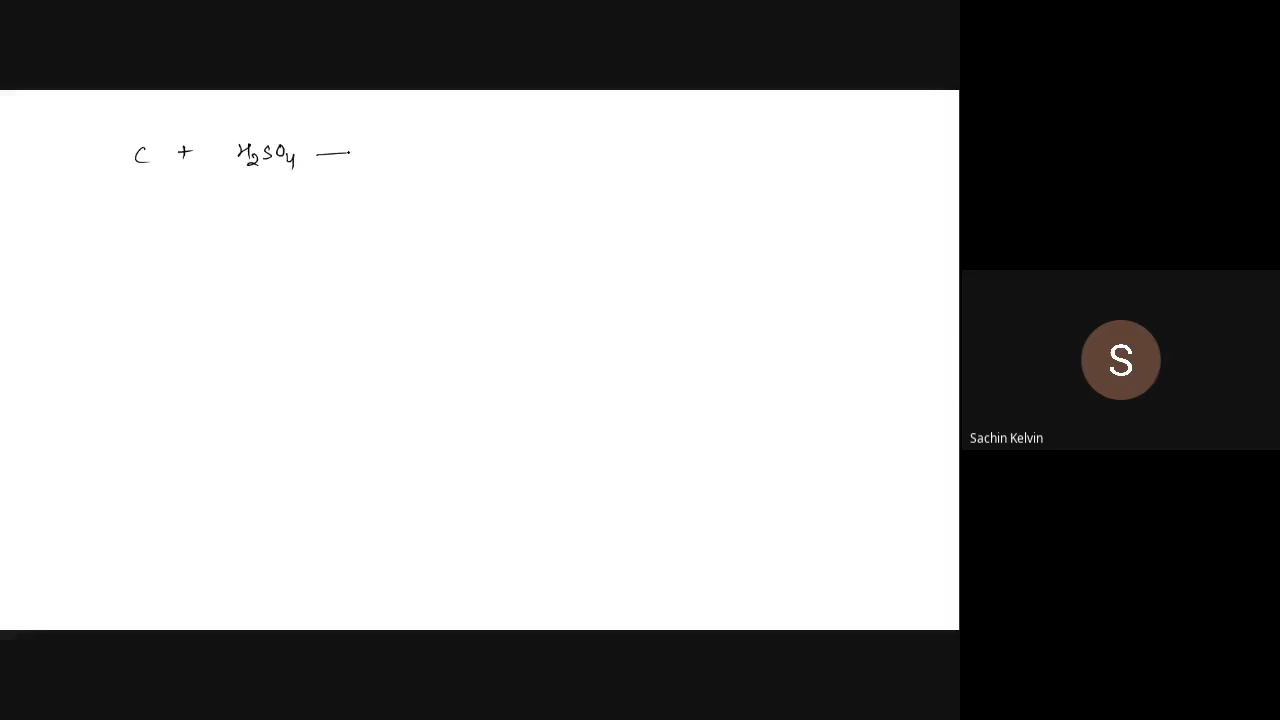 C + H₂SO₄ —
S
Sachin Kelvin